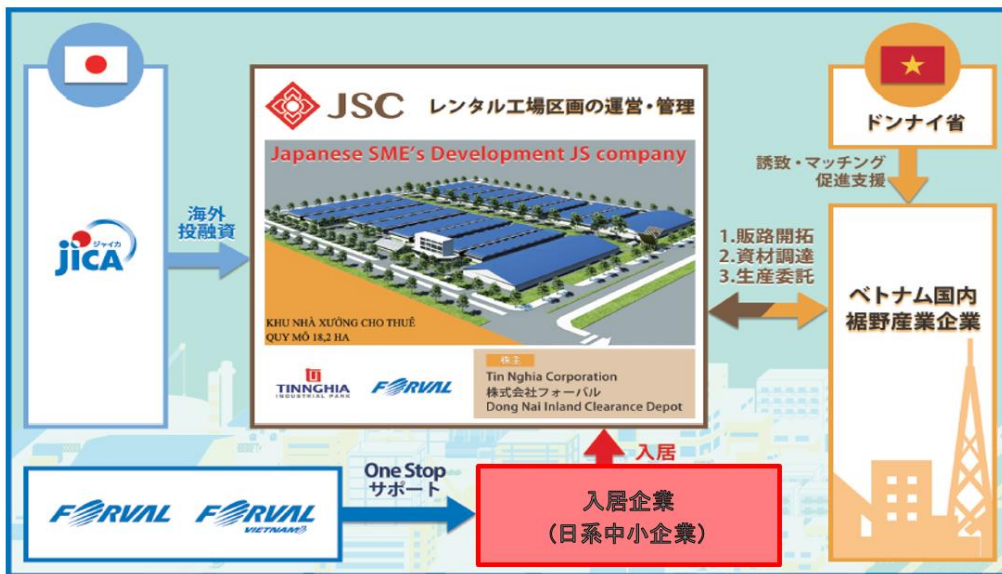 JSC レンタル工場区画の運営・管理
Japanese SME's Development JS company
KHU NHÀ XƯỞNG CHO THUÊ
QUY MÔ 18,2 HA
TINNGHIA
INDUSTRIAL PARK
FORVAL
株主
Tin Nghia Corporation
株式会社フォーバル
Dong Nai Inland Clearance Depot
ジャイカ
jICA
海外
投融資
ドンナイ省
誘致・マッチング
促進支援
1.販路開拓
2.資材調達
3.生産委託
ベトナム国内
裾野産業企業
入居
One Stop
サポート
FORVAL
FORVAL
VIETNAM
入居企業
(日系中小企業)